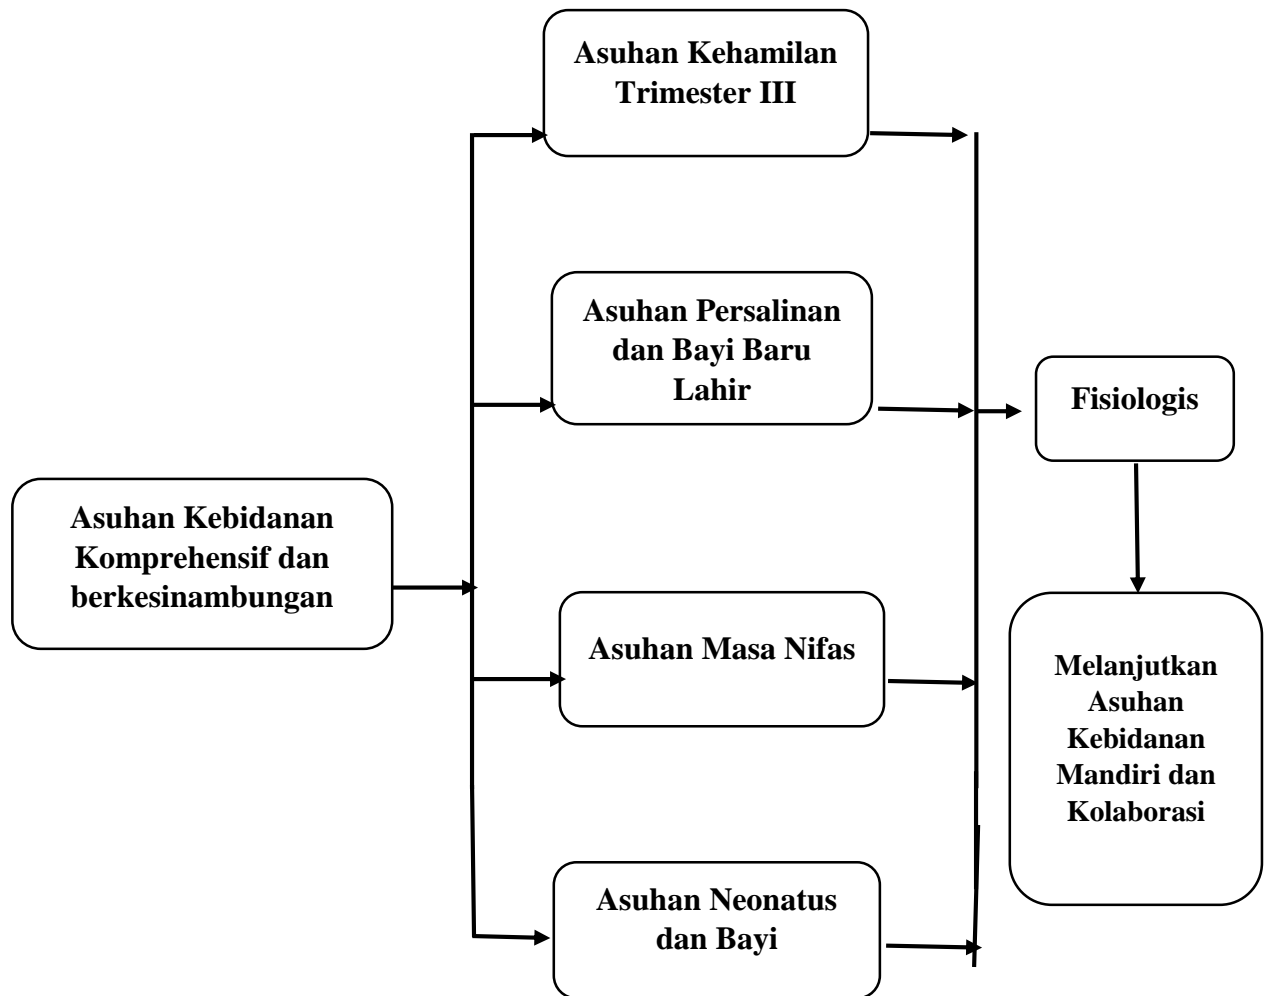 Asuhan Kehamilan
Trimester III
Asuhan Persalinan
dan Bayi Baru
Lahir
Fisiologis
Asuhan Kebidanan
Komprehensif dan
berkesinambungan
Asuhan Masa Nifas
Melanjutkan
Asuhan
Kebidanan
Mandiri dan
Kolaborasi
Asuhan Neonatus
dan Bayi